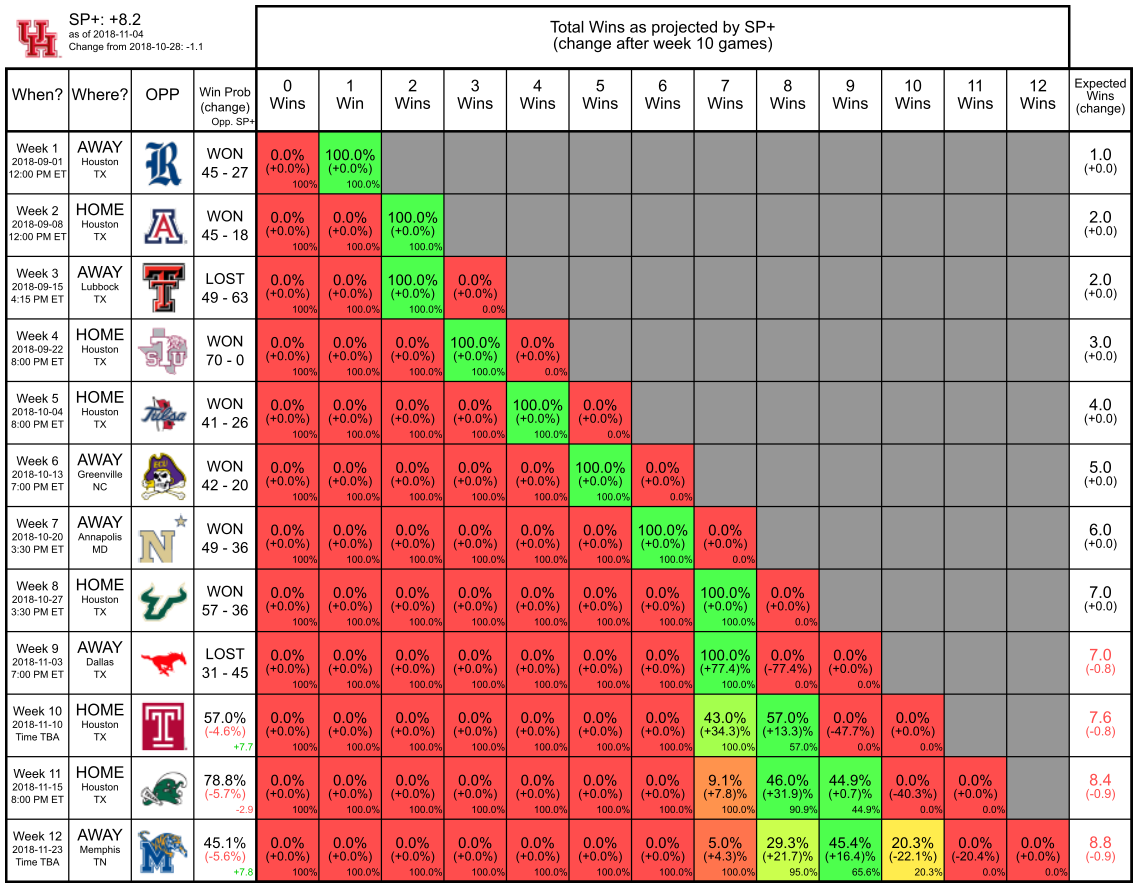 SP+: +8.2
as of 2018-11-04
Change from 2018-10-28: -1.1
Total Wins as projected by SP+
(change after week 10 games)
When? Where? OPP Win Prob (change) Opp. SP+ 0 Wins 1 Win 2 Wins 3 Wins 4 Wins 5 Wins 6 Wins 7 Wins 8 Wins 9 Wins 10 Wins 11 Wins 12 Wins Expected Wins (change)
Week 1 AWAY WON 0.0% 100.0% 1.0
2018-09-01 Houston (+0.0%) (+0.0%) (+0.0)
12:00 PM ET TX 45 - 27 100% 100.0%
Week 2 HOME WON 0.0% 0.0% 100.0% 2.0
2018-09-08 Houston (+0.0%) (+0.0%) (+0.0%) (+0.0)
12:00 PM ET TX 45 - 18 100% 100.0% 100.0%
Week 3 AWAY LOST 0.0% 0.0% 100.0% 0.0% 2.0
2018-09-15 Lubbock (+0.0%) (+0.0%) (+0.0%) (+0.0%) (+0.0)
4:15 PM ET TX 49 - 63 100% 100.0% 100.0% 0.0%
Week 4 HOME WON 0.0% 0.0% 0.0% 100.0% 0.0% 3.0
2018-09-22 Houston (+0.0%) (+0.0%) (+0.0%) (+0.0%) (+0.0%) (+0.0)
8:00 PM ET TX 70 - 0 100% 100.0% 100.0% 100.0% 0.0%
Week 5 HOME WON 0.0% 0.0% 0.0% 0.0% 100.0% 0.0% 4.0
2018-10-04 Houston Tulsa (+0.0%) (+0.0%) (+0.0%) (+0.0%) (+0.0%) (+0.0%) (+0.0)
8:00 PM ET TX 41 - 26 100% 100.0% 100.0% 100.0% 100.0% 0.0%
Week 6 AWAY ECU WON 0.0% 0.0% 0.0% 0.0% 0.0% 100.0% 0.0% 5.0
2018-10-13 Greenville (+0.0%) (+0.0%) (+0.0%) (+0.0%) (+0.0%) (+0.0%) (+0.0%) (+0.0)
7:00 PM ET NC 42 - 20 100% 100.0% 100.0% 100.0% 100.0% 100.0% 0.0%
Week 7 AWAY WON 0.0% 0.0% 0.0% 0.0% 0.0% 0.0% 100.0% 0.0% 6.0
2018-10-20 Annapolis (+0.0%) (+0.0%) (+0.0%) (+0.0%) (+0.0%) (+0.0%) (+0.0%) (+0.0%) (+0.0)
3:30 PM ET MD 49 - 36 100% 100.0% 100.0% 100.0% 100.0% 100.0% 100.0% 0.0%
Week 8 HOME WON 0.0% 0.0% 0.0% 0.0% 0.0% 0.0% 0.0% 100.0% 0.0% 7.0
2018-10-27 Houston (+0.0%) (+0.0%) (+0.0%) (+0.0%) (+0.0%) (+0.0%) (+0.0%) (+0.0%) (+0.0%) (+0.0)
3:30 PM ET TX 57 - 36 100% 100.0% 100.0% 100.0% 100.0% 100.0% 100.0% 100.0% 0.0%
Week 9 AWAY LOST 0.0% 0.0% 0.0% 0.0% 0.0% 0.0% 0.0% 100.0% 0.0% 0.0% 7.0
2018-11-03 Dallas (+0.0%) (+0.0%) (+0.0%) (+0.0%) (+0.0%) (+0.0%) (+0.0%) (+77.4)% (-77.4%) (+0.0%) (-0.8)
7:00 PM ET TX 31 - 45 100% 100.0% 100.0% 100.0% 100.0% 100.0% 100.0% 100.0% 0.0% 0.0%
Week 10 HOME 57.0% 0.0% 0.0% 0.0% 0.0% 0.0% 0.0% 0.0% 43.0% 57.0% 0.0% 0.0% 7.6
2018-11-10 Houston (-4.6%) (+0.0%) (+0.0%) (+0.0%) (+0.0%) (+0.0%) (+0.0%) (+0.0%) (+34.3)% (+13.3)% (-47.7%) (+0.0%) (-0.8)
Time TBA TX +7.7 100% 100.0% 100.0% 100.0% 100.0% 100.0% 100.0% 100.0% 57.0% 0.0% 0.0%
Week 11 HOME 78.8% 0.0% 0.0% 0.0% 0.0% 0.0% 0.0% 0.0% 9.1% 46.0% 44.9% 0.0% 0.0% 8.4
2018-11-15 Houston (-5.7%) (+0.0%) (+0.0%) (+0.0%) (+0.0%) (+0.0%) (+0.0%) (+0.0%) (+7.8)% (+31.9)% (+0.7)% (-40.3%) (+0.0%) (-0.9)
8:00 PM ET TX -2.9 100% 100.0% 100.0% 100.0% 100.0% 100.0% 100.0% 100.0% 90.9% 44.9% 0.0% 0.0%
Week 12 AWAY 45.1% 0.0% 0.0% 0.0% 0.0% 0.0% 0.0% 0.0% 5.0% 29.3% 45.4% 20.3% 0.0% 0.0% 8.8
2018-11-23 Memphis (-5.6%) (+0.0%) (+0.0%) (+0.0%) (+0.0%) (+0.0%) (+0.0%) (+0.0%) (+4.3)% (+21.7)% (+16.4)% (-22.1%) (-20.4%) (+0.0%) (-0.9)
Time TBA TN +7.8 100% 100.0% 100.0% 100.0% 100.0% 100.0% 100.0% 100.0% 95.0% 65.6% 20.3% 0.0% 0.0%